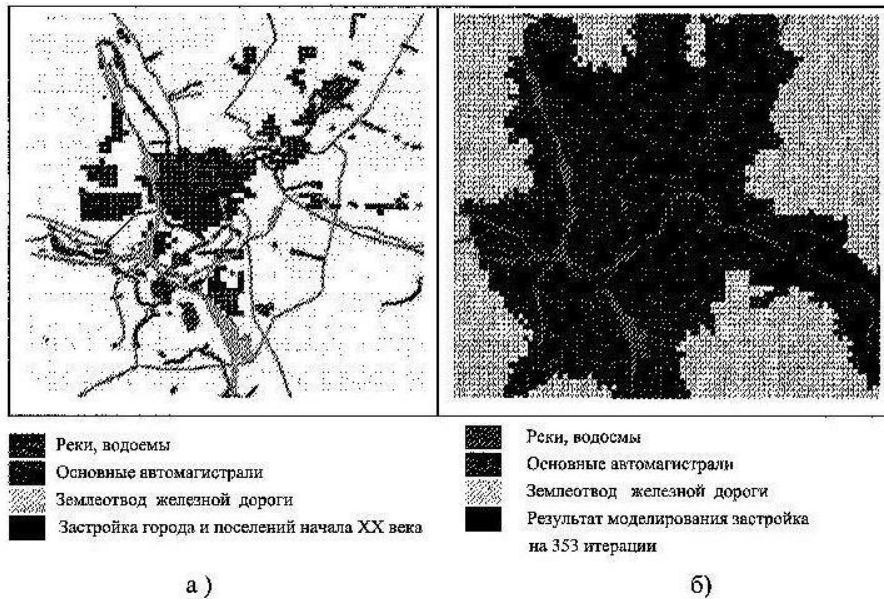 Реки, водоемы
Основные автомагистрали
Землеотвод железной дороги
Застройка города и поселений начала XX века
а )
Реки, водоемы
Основные автомагистрали
Землеотвод железной дороги
Результат моделирования застройка
на 353 итерации
б)